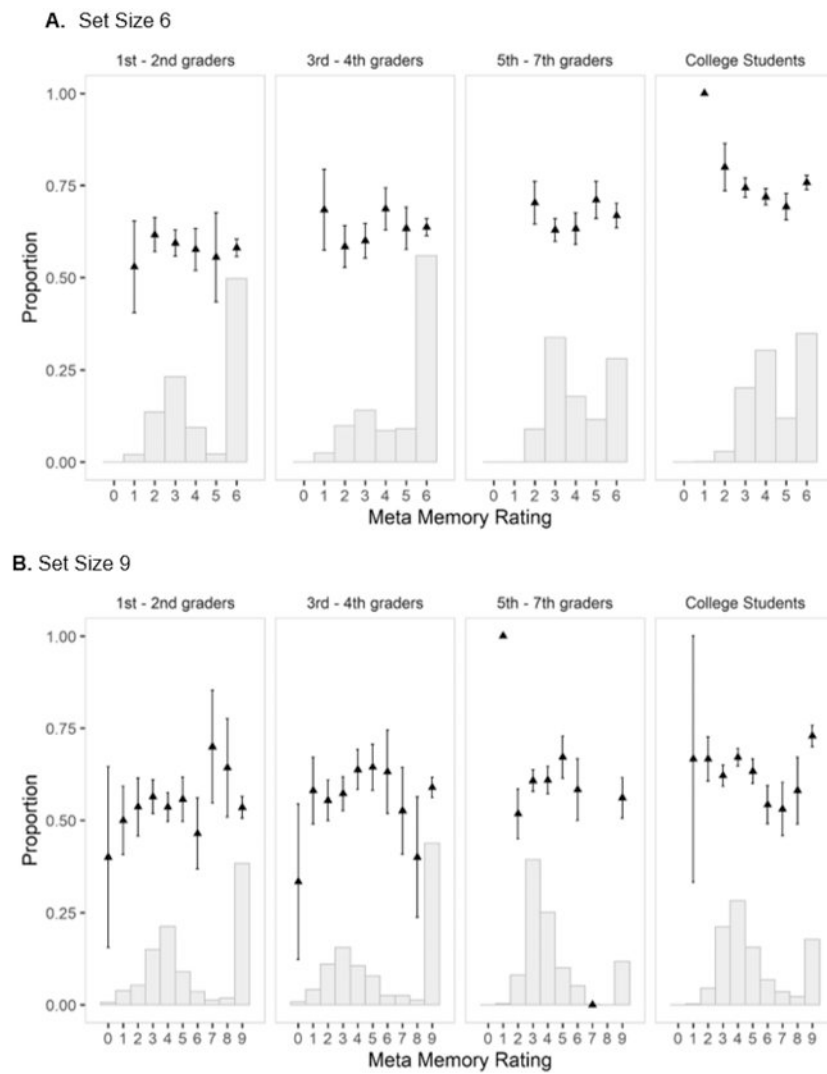 A. Set Size 6
1st - 2nd graders 3rd - 4th graders 5th - 7th graders College Students
1.00
0.75
0.50
0.25
0.00
Proportion
0 1 2 3 4 5 6 0 1 2 3 4 5 6 0 1 2 3 4 5 6 0 1 2 3 4 5 6
Meta Memory Rating
B. Set Size 9
1st - 2nd graders 3rd - 4th graders 5th - 7th graders College Students
1.00
0.75
0.50
0.25
0.00
Proportion
0 1 2 3 4 5 6 7 8 9 0 1 2 3 4 5 6 7 8 9 0 1 2 3 4 5 6 7 8 9 0 1 2 3 4 5 6 7 8 9
Meta Memory Rating